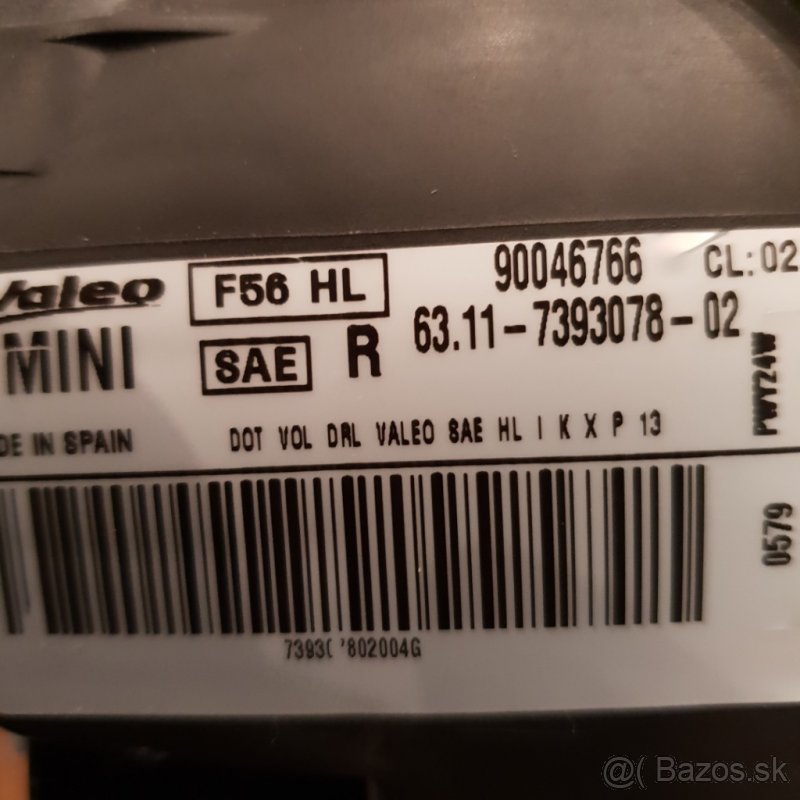 Valeo F56 HL 90046766 CL:02
MINI SAE R 63.11-7393078-02
DE IN SPAIN DOT VOL DRL VALEO SAE HL I K X P 13
PWY24W
0579
802004G
@( Bazos.sk